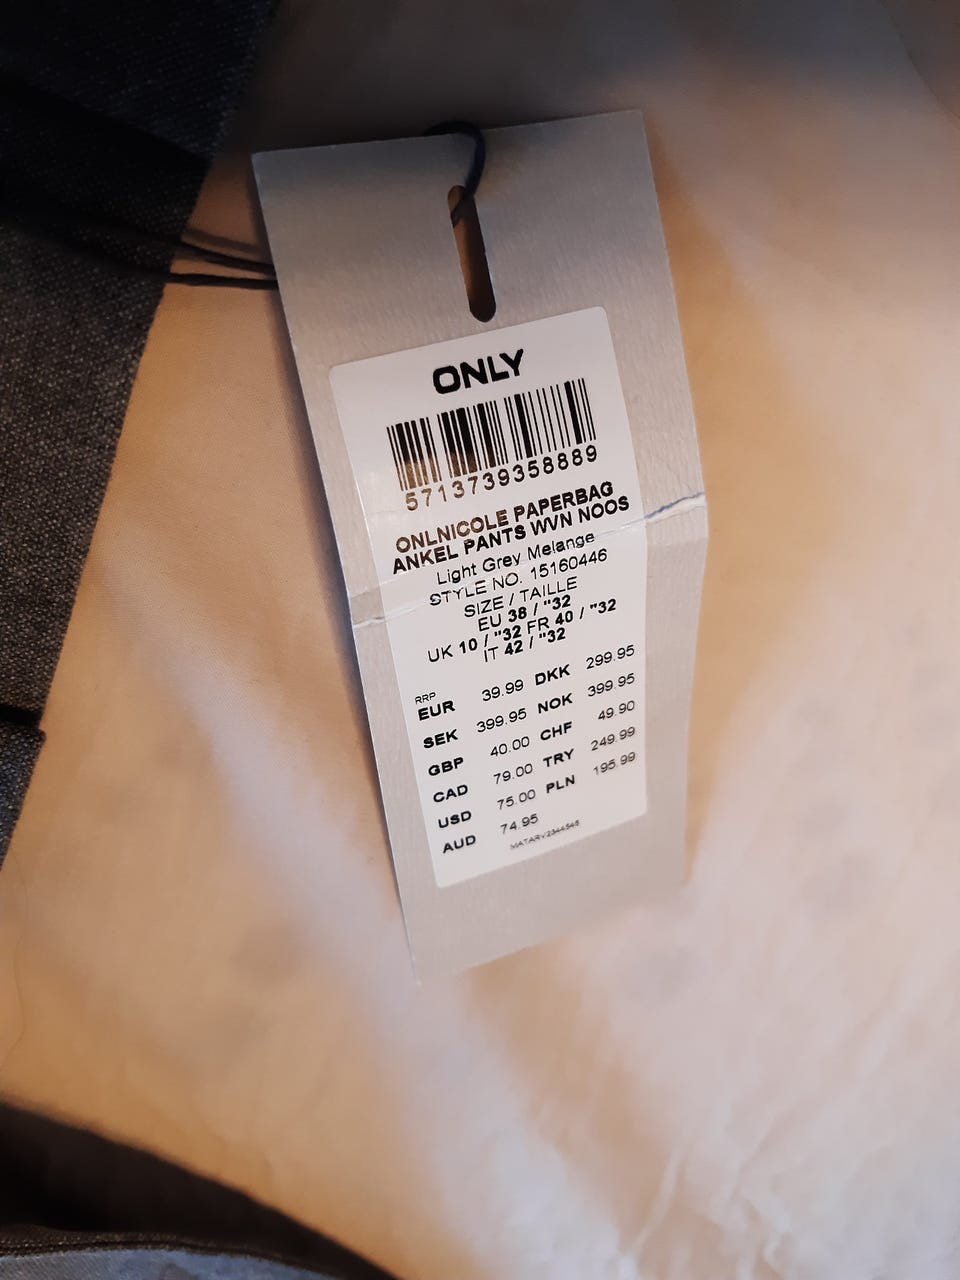 ONLY
5713739358889
ONLNICOLE PAPERBAG
ANKEL PANTS WVN NOOS
Light Grey Melange
STYLE NO. 15160446
SIZE / TAILLE
EU 38 / "32
UK 10 / "32 FR 40 / "32
IT 42 / "32
RRP
EUR 39.99 DKK 299.95
SEK 399.95 NOK 399.95
GBP 40.00 CHF 49.90
CAD 79.00 TRY 249.99
USD 75.00 PLN 195.99
AUD 74.95